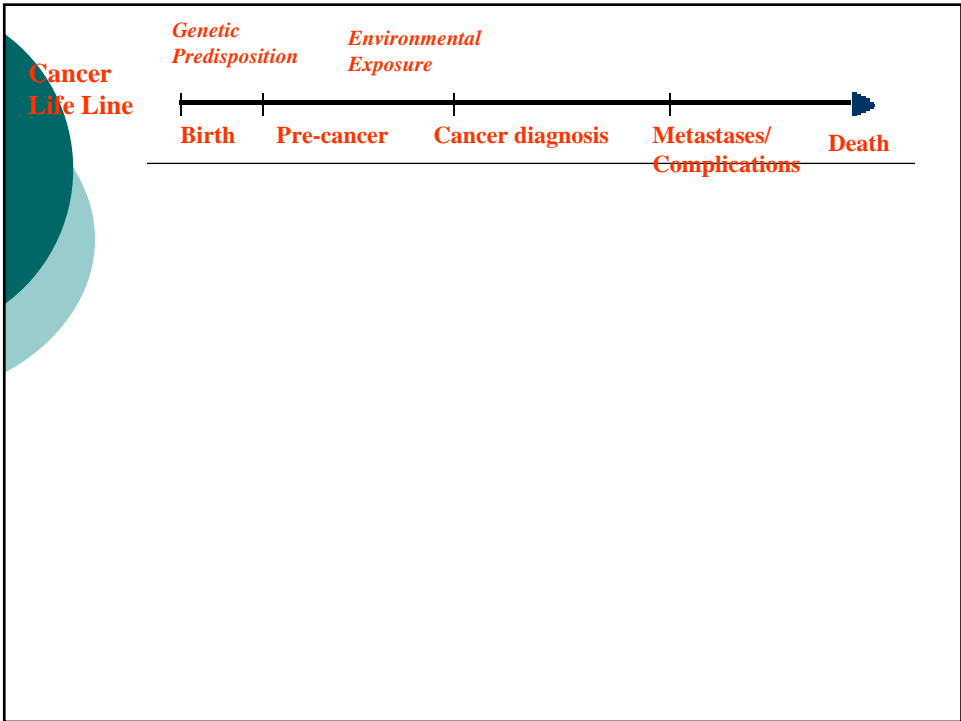 Genetic
Predisposition
Environmental
Exposure
Cancer
Life Line
Birth
Pre-cancer
Cancer diagnosis
Metastases/
Complications
Death